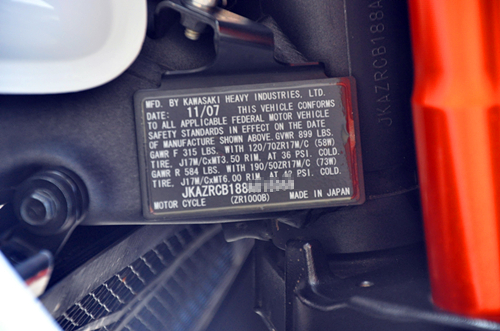 MFD. BY KAWASAKI HEAVY INDUSTRIES, LTD.
DATE: 11/07 THIS VEHICLE CONFORMS
TO ALL APPLICABLE FEDERAL MOTOR VEHICLE
SAFETY STANDARDS IN EFFECT ON THE DATE
OF MANUFACTURE SHOWN ABOVE. GVWR 899 LBS.
GAWR F 315 LBS. WITH 120/70ZR17M/C (58W)
TIRE, J17M/CxMT3.50 RIM, AT 36 PSI, COLD.
GAWR R 584 LBS. WITH 190/50ZR17M/C (73W)
TIRE, J17M/CxMT6.00 RIM, AT 42 PSI, COLD.
JKAZRCB188
MOTOR CYCLE (ZR1000B) MADE IN JAPAN
JKAZRCB188A